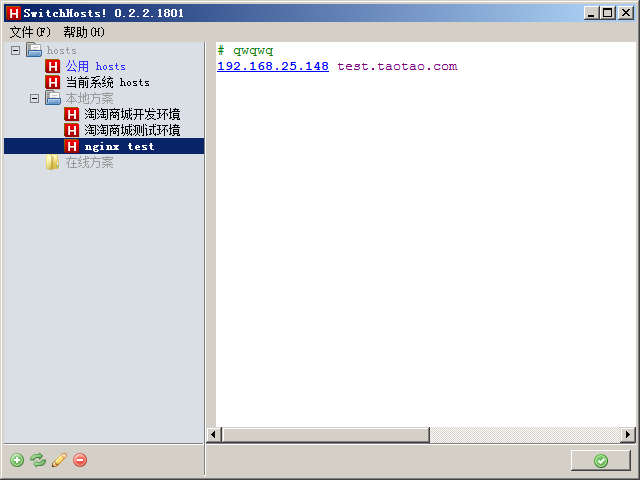 SwitchHosts! 0.2.2.1801
文件(F) 帮助(H)
hosts
公用 hosts
当前系统 hosts
本地方案
淘淘商城开发环境
淘淘商城测试环境
nginx test
在线方案
# qwqwq
192.168.25.148 test.taotao.com